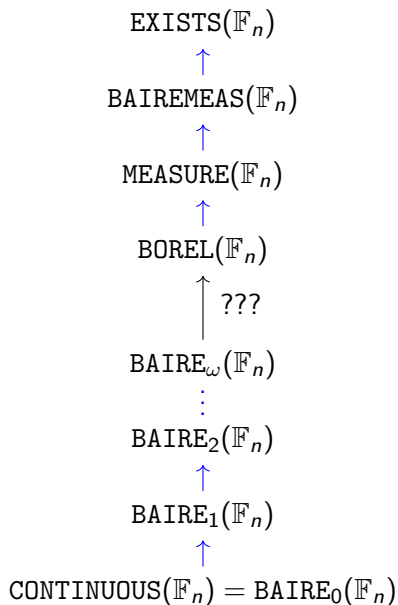 EXISTS(𝔽ₙ)
↑
BAIREMEAS(𝔽ₙ)
↑
MEASURE(𝔽ₙ)
↑
BOREL(𝔽ₙ)
↑ ???
BAIRE_ω(𝔽ₙ)
⋮
BAIRE₂(𝔽ₙ)
↑
BAIRE₁(𝔽ₙ)
↑
CONTINUOUS(𝔽ₙ) = BAIRE₀(𝔽ₙ)